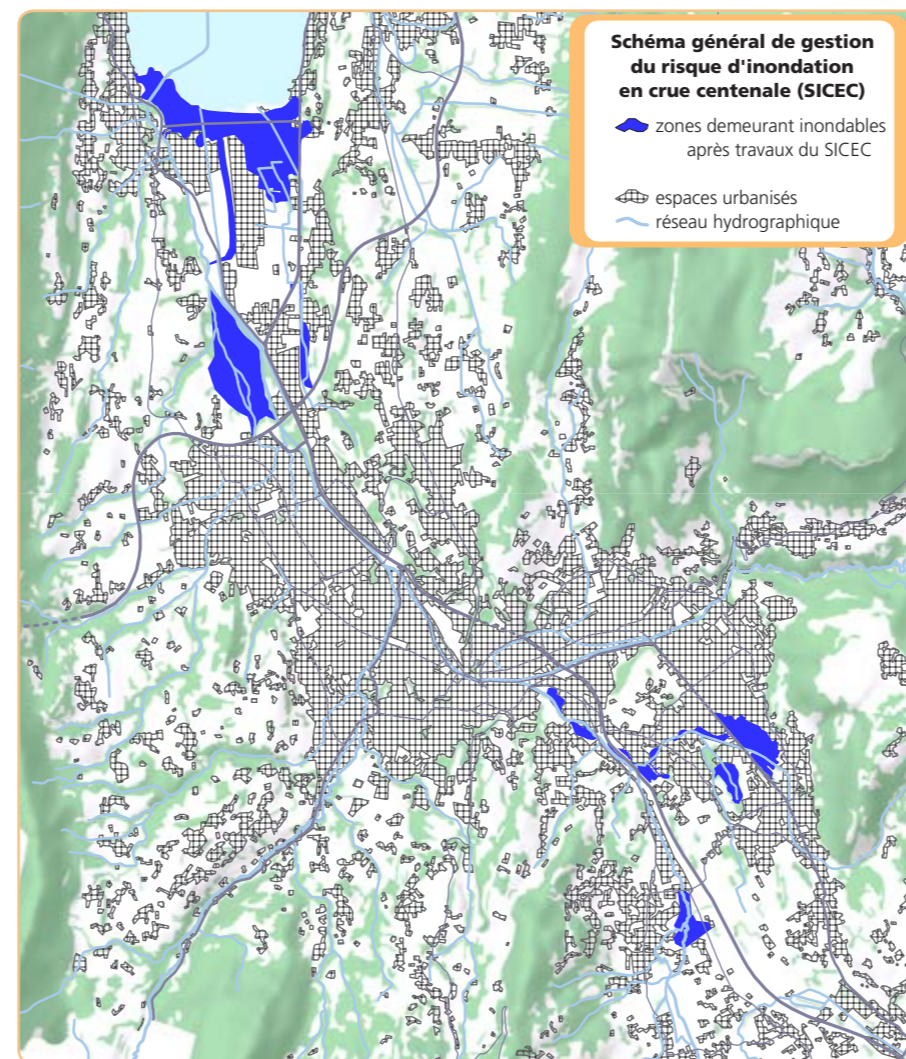 Schéma général de gestion
du risque d'inondation
en crue centenale (SICEC)
zones demeurant inondables
après travaux du SICEC
espaces urbanisés
réseau hydrographique